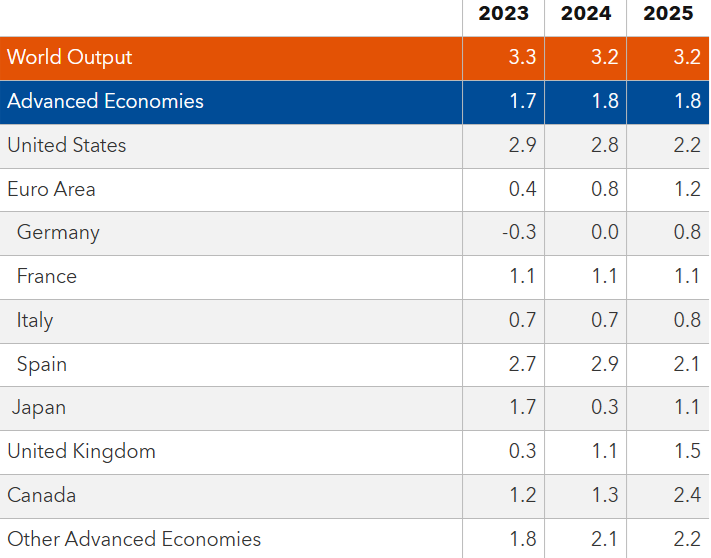 2023 2024 2025
World Output 3.3 3.2 3.2
Advanced Economies 1.7 1.8 1.8
United States 2.9 2.8 2.2
Euro Area 0.4 0.8 1.2
Germany -0.3 0.0 0.8
France 1.1 1.1 1.1
Italy 0.7 0.7 0.8
Spain 2.7 2.9 2.1
Japan 1.7 0.3 1.1
United Kingdom 0.3 1.1 1.5
Canada 1.2 1.3 2.4
Other Advanced Economies 1.8 2.1 2.2